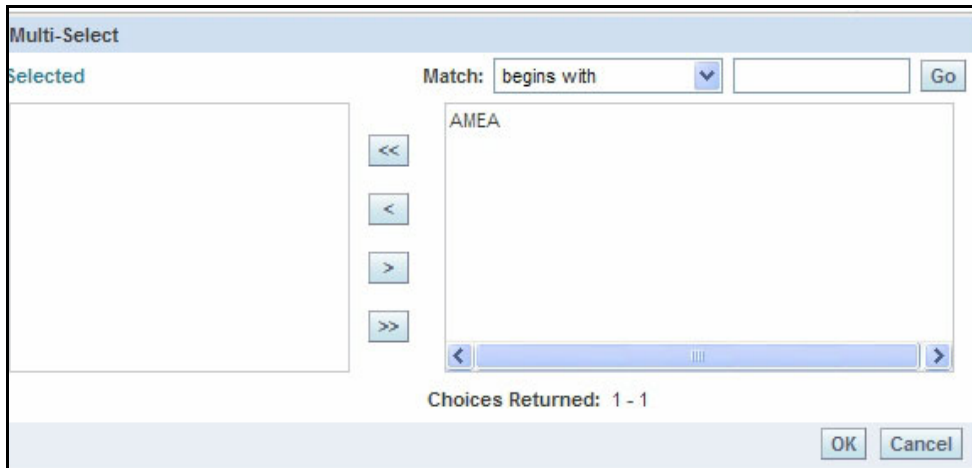 Multi-Select
Selected
Match: begins with Go
AMEA
<<
<
>
>>
Choices Returned: 1 - 1
OK Cancel